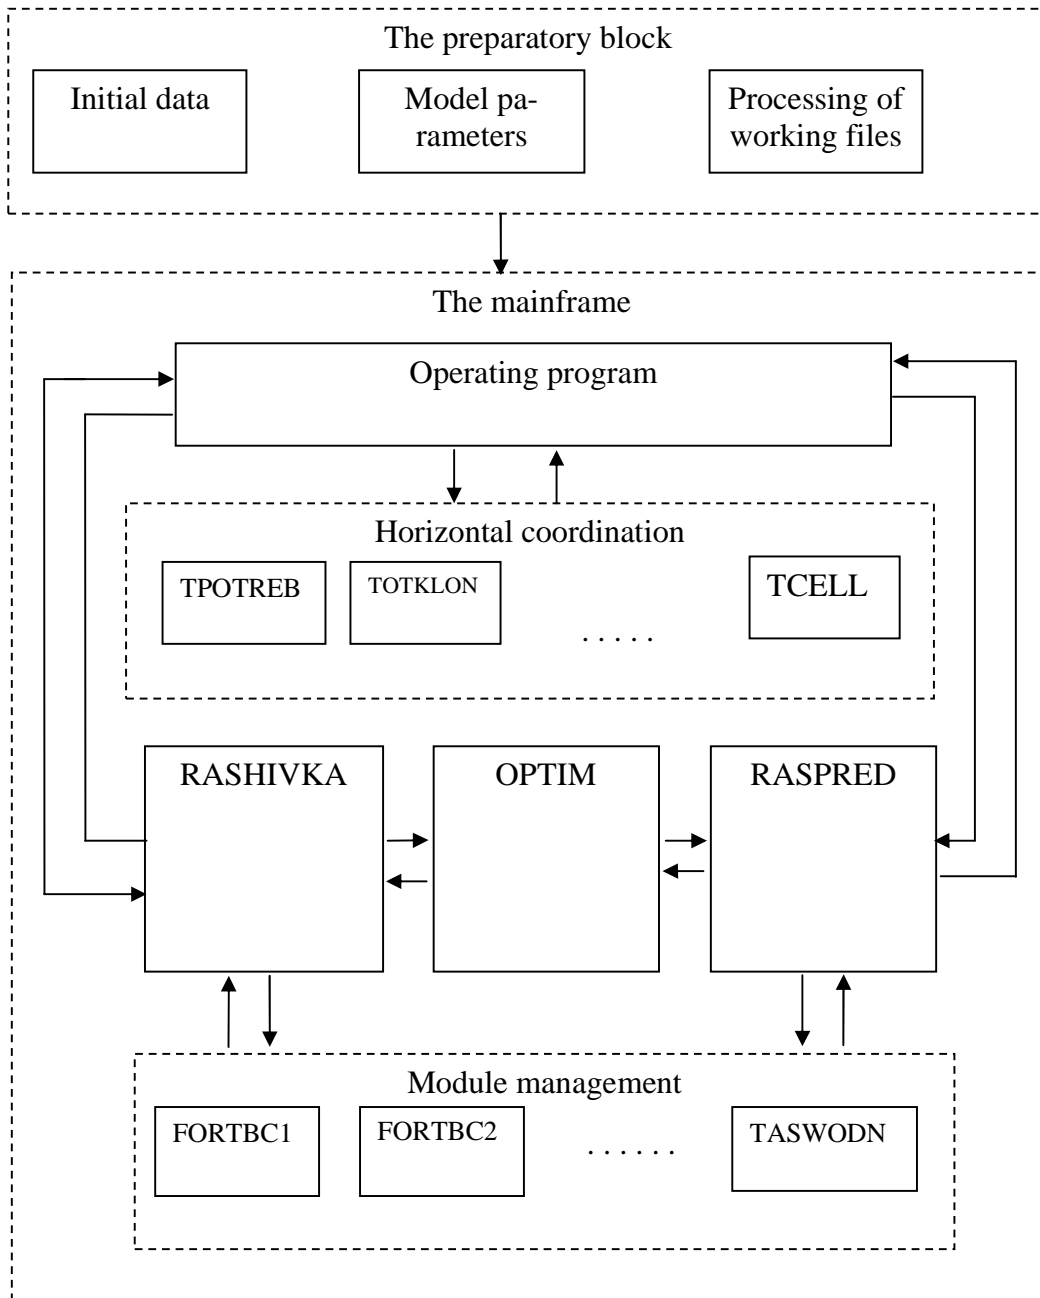 The preparatory block
Initial data
Model pa-
rameters
Processing of
working files
The mainframe
Operating program
Horizontal coordination
TPOTREB
TOTKLON
. . . . .
TCELL
RASHIVKA
OPTIM
RASPRED
Module management
FORTBC1
FORTBC2
. . . . . .
TASWODN